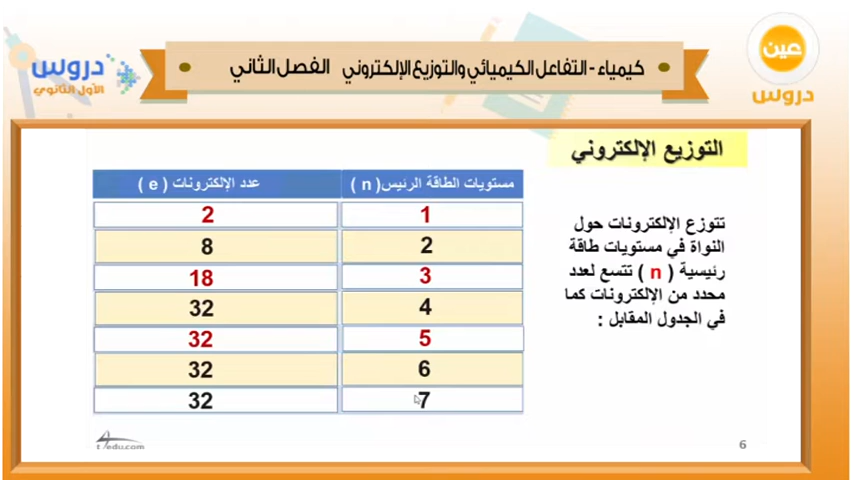 عين
دروس
كيمياء - التفاعل الكيميائي والتوزيع الإلكتروني الفصل الثاني
دروس
الأول الثانوي
التوزيع الإلكتروني
تتوزع الإلكترونات حول
النواة في مستويات طاقة
رئيسية ( n ) تتسع لعدد
محدد من الإلكترونات كما
في الجدول المقابل :
مستويات الطاقة الرئيس( n ) عدد الإلكترونات ( e )
1 2
2 8
3 18
4 32
5 32
6 32
7 32
6
t4edu.com